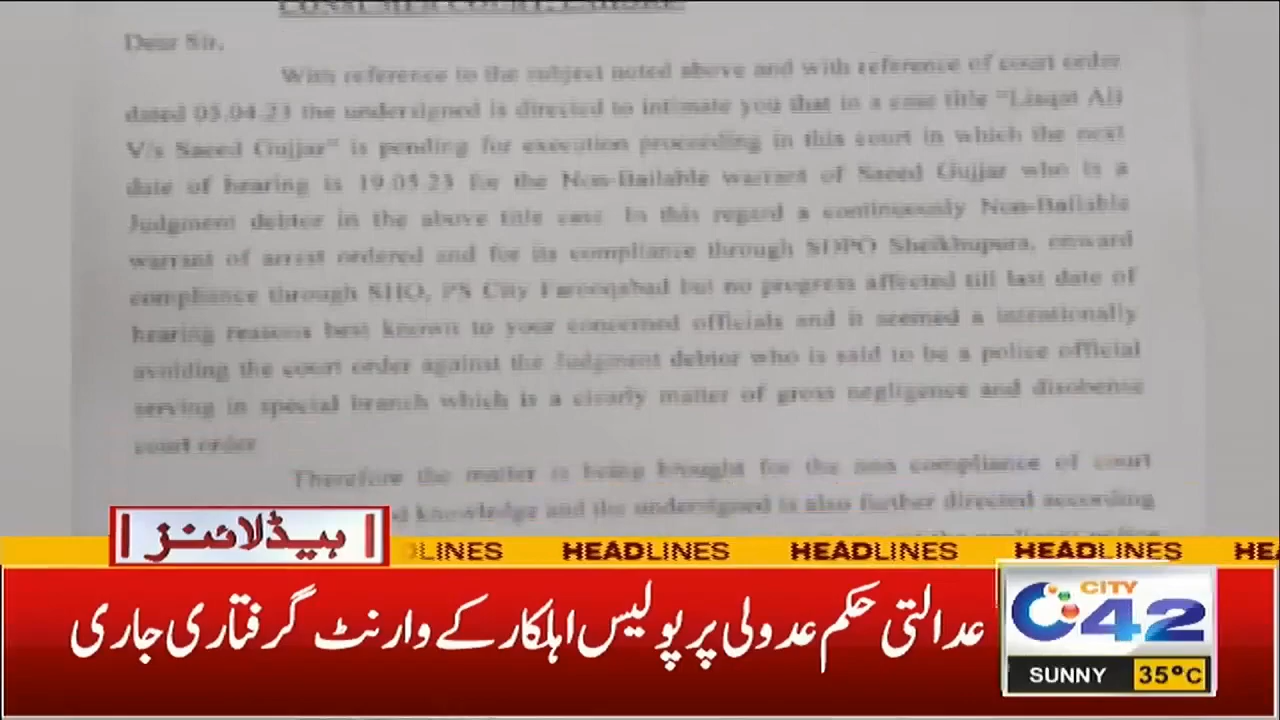 CONSUMER COURT, LAHORE
Dear Sir,
With reference to the subject noted above and with reference of court order
dated 05.04.23 the undersigned is directed to intimate you that in a case title "Liaqat Ali
V/s Saeed Gujjar" is pending for execution proceeding in this court in which the next
date of hearing is 19.05.23 for the Non-Bailable warrant of Saeed Gujjar who is a
Judgment debtor in the above title case. In this regard a continuously Non-Bailable
warrant of arrest ordered and for its compliance through SDPO Sheikhupura, onward
compliance through SHO, PS City Farooqabad but no progress affected till last date of
hearing reasons best known to your concerned officials and it seemed a intentionally
avoiding the court order against the Judgment debtor who is said to be a police official
serving in special branch which is a clearly matter of gross negligence and disobense
court order
Therefore the matter is being brought for the non compliance of court
knowledge and the undersigned is also further directed according
ہیڈلائنز
DLINES HEADLINES HEADLINES HEADLINES HEA
عدالتی حکم عدولی پر پولیس اہلکار کے وارنٹ گرفتاری جاری
CITY
42
SUNNY 35°C